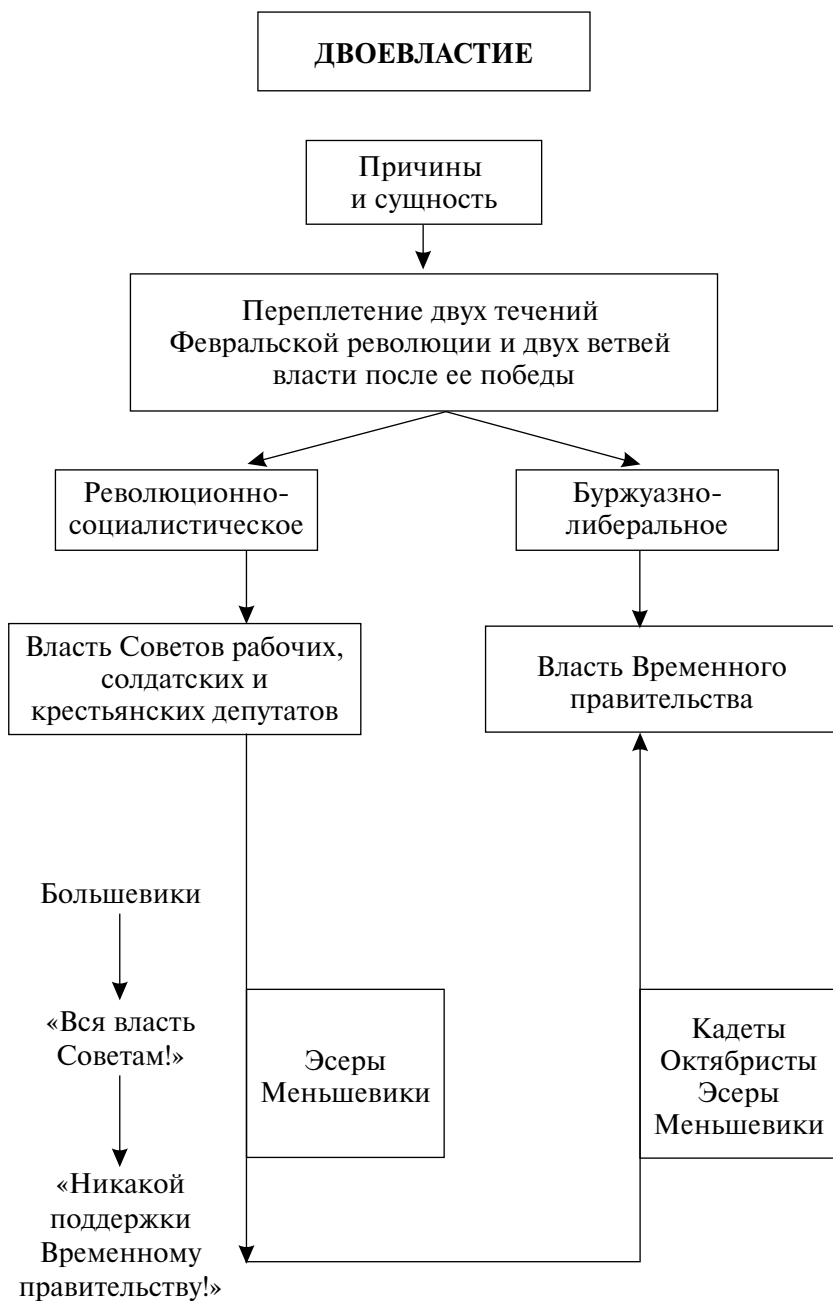 ДВОЕВЛАСТИЕ
Причины
и сущность
Переплетение двух течений
Февральской революции и двух ветвей
власти после ее победы
Революционно-
социалистическое
Буржуазно-
либеральное
Власть Советов рабочих,
солдатских и
крестьянских депутатов
Власть Временного
правительства
Большевики
«Вся власть
Советам!»
«Никакой
поддержки
Временному
правительству!»
Эсеры
Меньшевики
Кадеты
Октябристы
Эсеры
Меньшевики